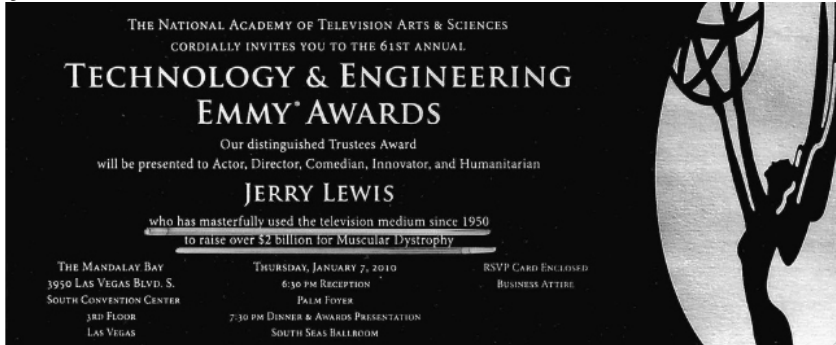 THE NATIONAL ACADEMY OF TELEVISION ARTS & SCIENCES
CORDIALLY INVITES YOU TO THE 61ST ANNUAL
TECHNOLOGY & ENGINEERING
EMMY® AWARDS
Our distinguished Trustees Award
will be presented to Actor, Director, Comedian, Innovator, and Humanitarian
JERRY LEWIS
who has masterfully used the television medium since 1950
to raise over $2 billion for Muscular Dystrophy
THE MANDALAY BAY
3950 LAS VEGAS BLVD. S.
SOUTH CONVENTION CENTER
3RD FLOOR
LAS VEGAS
THURSDAY, JANUARY 7, 2010
6:30 PM RECEPTION
PALM FOYER
7:30 PM DINNER & AWARDS PRESENTATION
SOUTH SEAS BALLROOM
RSVP CARD ENCLOSED
BUSINESS ATTIRE